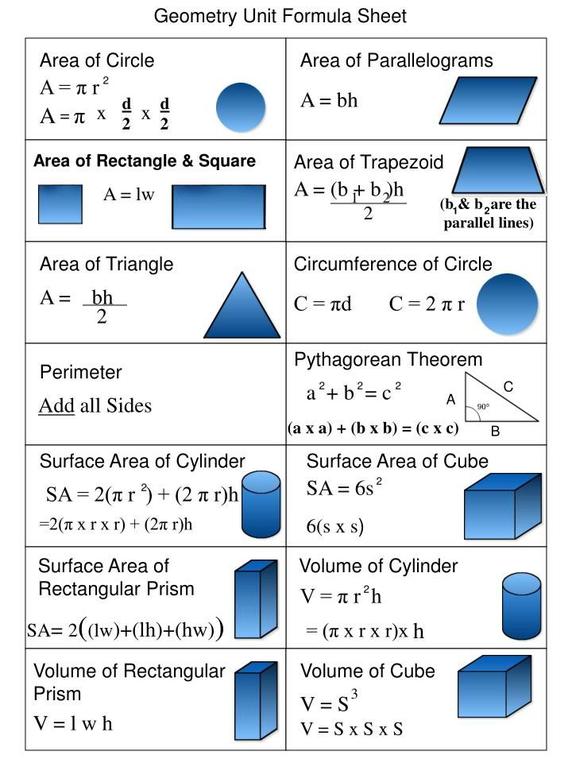 Geometry Unit Formula Sheet
Area of Circle
A = π r²
A = π x d/2 x d/2
Area of Parallelograms
A = bh
Area of Rectangle & Square
A = lw
Area of Trapezoid
A = (b₁+ b₂)h
2
(b₁& b₂are the
parallel lines)
Area of Triangle
A = bh
2
Circumference of Circle
C = πd C = 2 π r
Perimeter
Add all Sides
Pythagorean Theorem
a²+ b²= c²
(a x a) + (b x b) = (c x c)
A
C
90°
B
Surface Area of Cylinder
SA = 2(π r ²) + (2 π r)h
=2(π x r x r) + (2π r)h
Surface Area of Cube
SA = 6s²
6(s x s)
Surface Area of
Rectangular Prism
SA= 2((lw)+(lh)+(hw))
Volume of Cylinder
V = π r²h
= (π x r x r)x h
Volume of Rectangular
Prism
V = l w h
Volume of Cube
V = S³
V = S x S x S